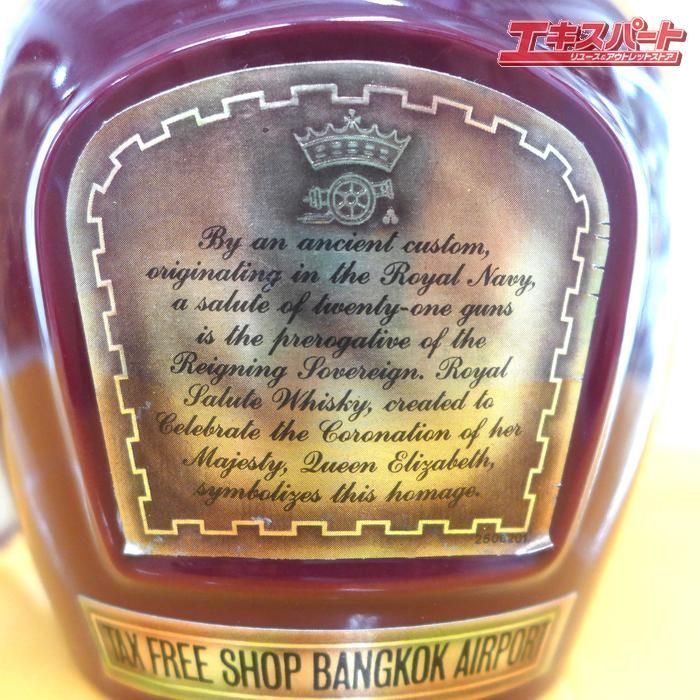 エキスパート
リユース&アウトレットストア
By an ancient custom,
originating in the Royal Navy,
a salute of twenty-one guns
is the prerogative of the
Reigning Sovereign. Royal
Salute Whisky, created to
Celebrate the Coronation of her
Majesty, Queen Elizabeth,
symbolizes this homage.
TAX FREE SHOP BANGKOK AIRPORT